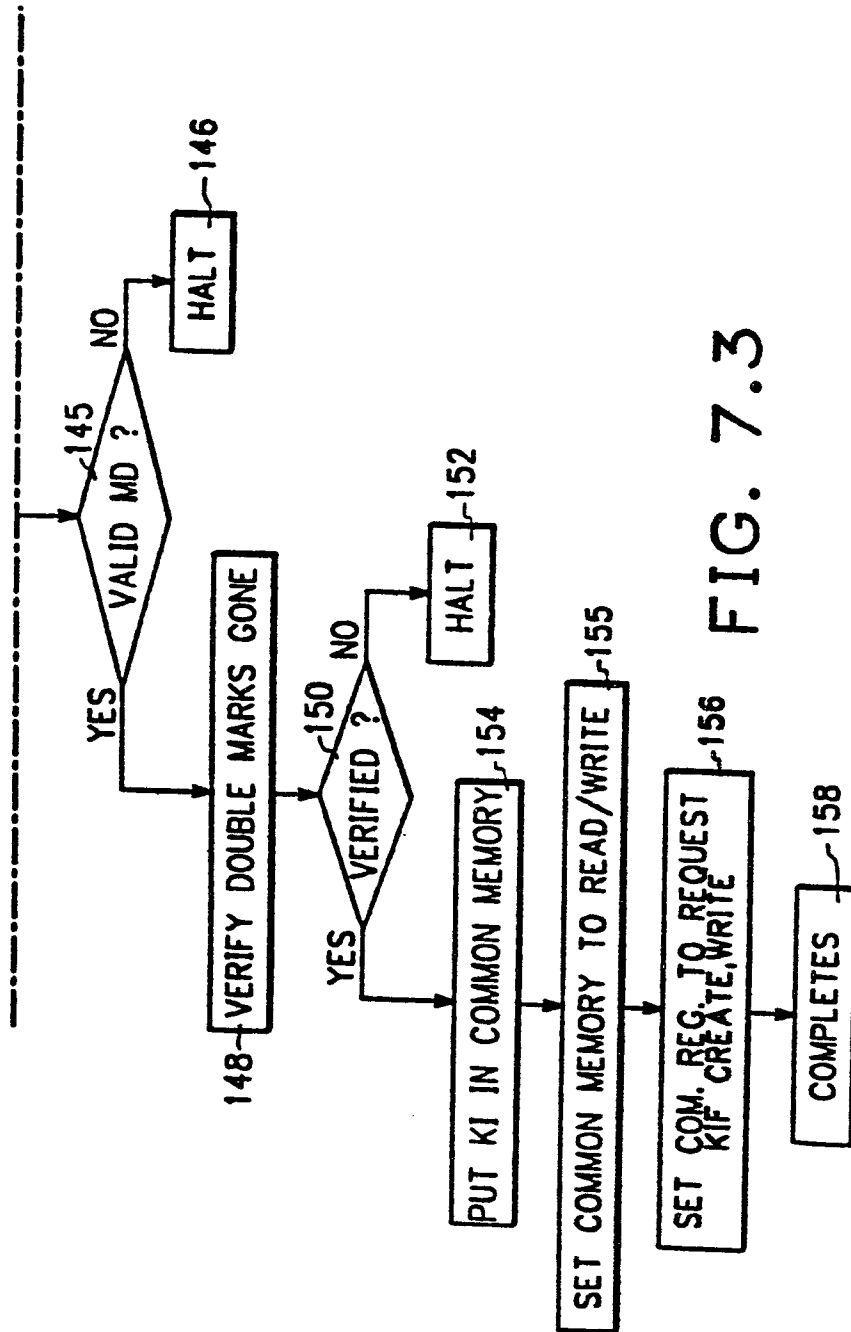 145
VALID MD ?
NO
YES
HALT
146
148
VERIFY DOUBLE MARKS GONE
150
VERIFIED ?
NO
YES
HALT
152
PUT KI IN COMMON MEMORY
154
SET COMMON MEMORY TO READ/WRITE
155
SET COM. REG. TO REQUEST
KIF CREATE,WRITE
156
COMPLETES
158
FIG. 7.3